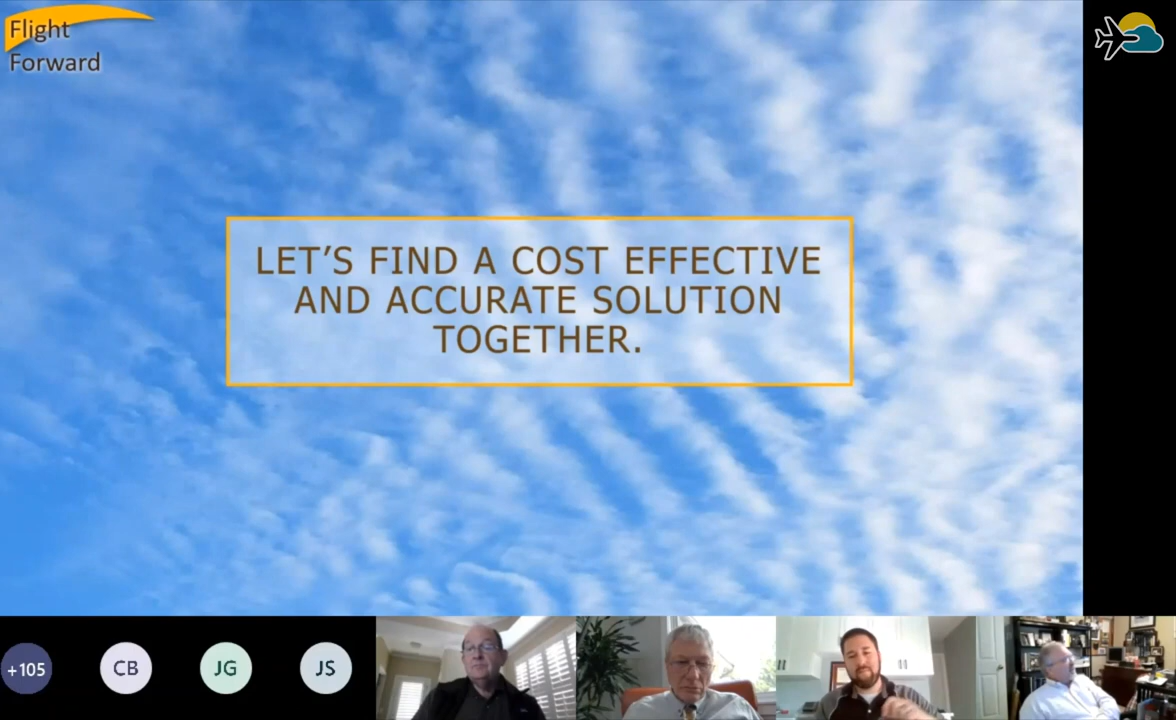 Flight
Forward
LET’S FIND A COST EFFECTIVE
AND ACCURATE SOLUTION
TOGETHER.
+105
CB
JG
JS